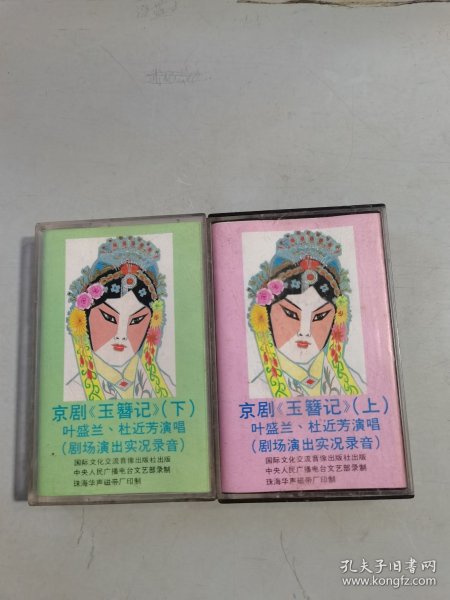 京剧《玉簪记》（下）
叶盛兰、杜近芳演唱
（剧场演出实况录音）
国际文化交流音像出版社出版
中央人民广播电台文艺部录制
珠海华声磁带厂印制
京剧《玉簪记》（上）
叶盛兰、杜近芳演唱
（剧场演出实况录音）
国际文化交流音像出版社出版
中央人民广播电台文艺部录制
珠海华声磁带厂印制
孔夫子旧书网
www.kongfz.com